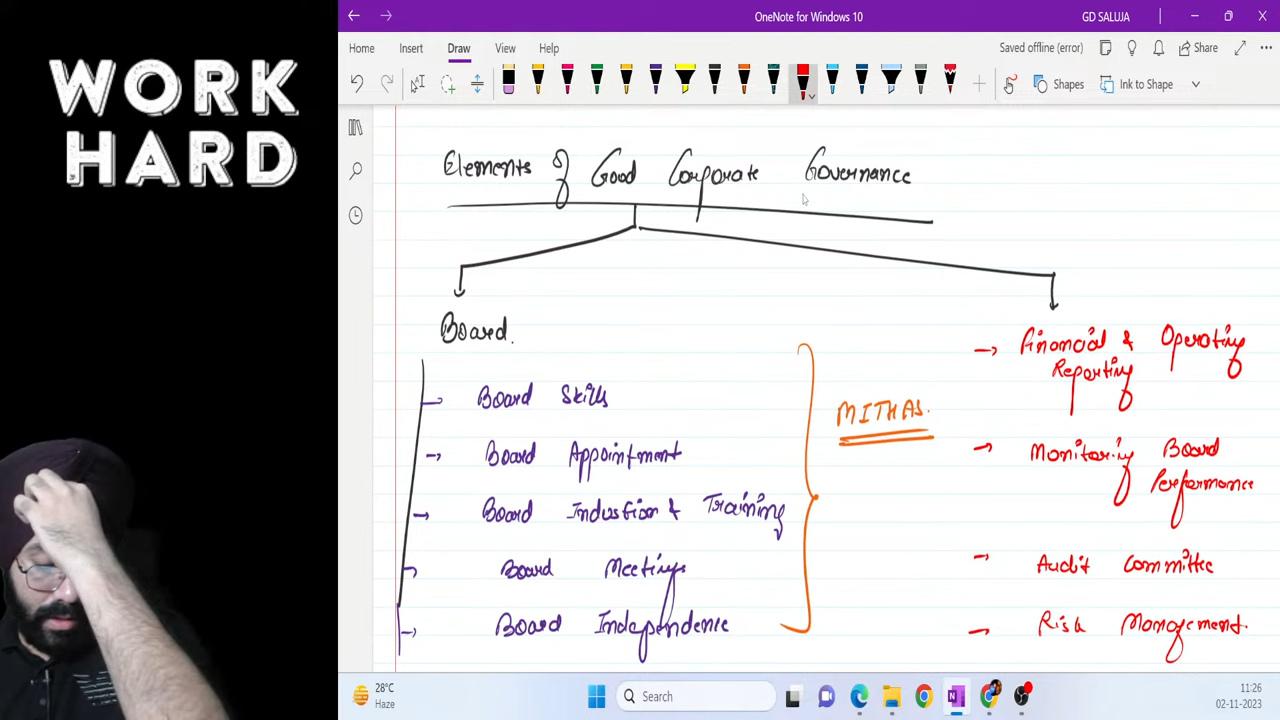 WORK
HARD
OneNote for Windows 10
GD SALUJA
Home
Insert
Draw
View
Help
Saved offline (error)
Share
Shapes
Ink to Shape
Elements of Good Corporate Governance
Board.
Board Skills
Board Appointment
Board Industion & Training
Board Meetings
Board Independence
MITHAS.
Financial & Operating
Reporting
Monitoring Board
Performance
Audit Committee
Risk Mangement.
28°C
Haze
Search
11:26
02-11-2023